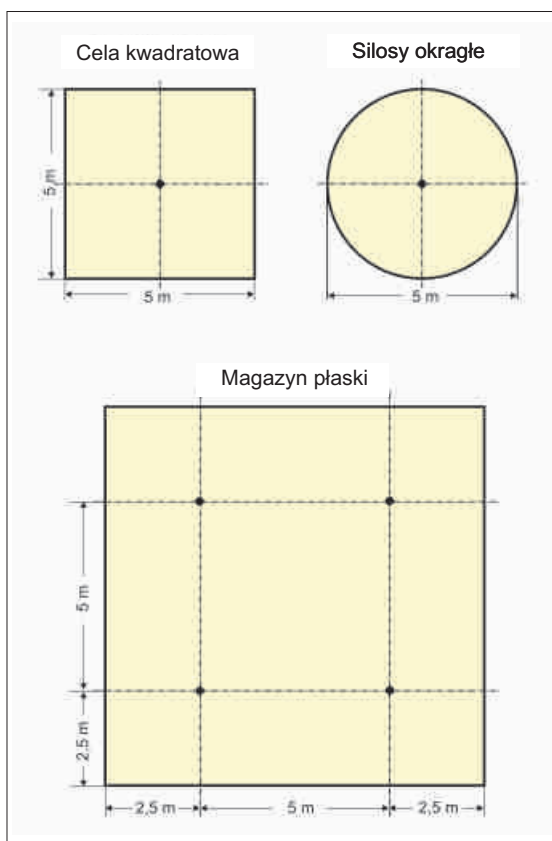 Cela kwadratowa
Silosy okragłe
5 m
5 m
5 m
Magazyn płaski
5 m
2,5 m
2,5 m
5 m
2,5 m